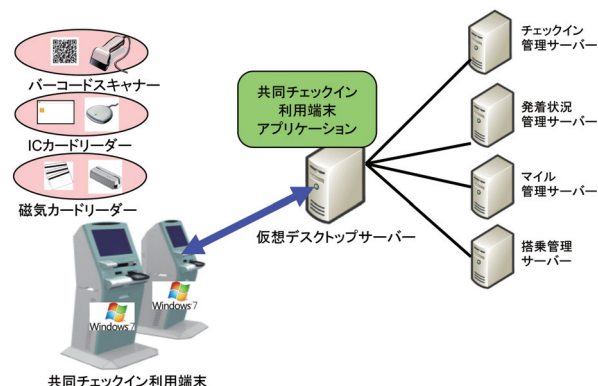 バーコードスキャナー
ICカードリーダー
磁気カードリーダー
共同チェックイン
利用端末
アプリケーション
仮想デスクトップサーバー
チェックイン
管理サーバー
発着状況
管理サーバー
マイル
管理サーバー
搭乗管理
サーバー
Windows 7
Windows 7
共同チェックイン利用端末